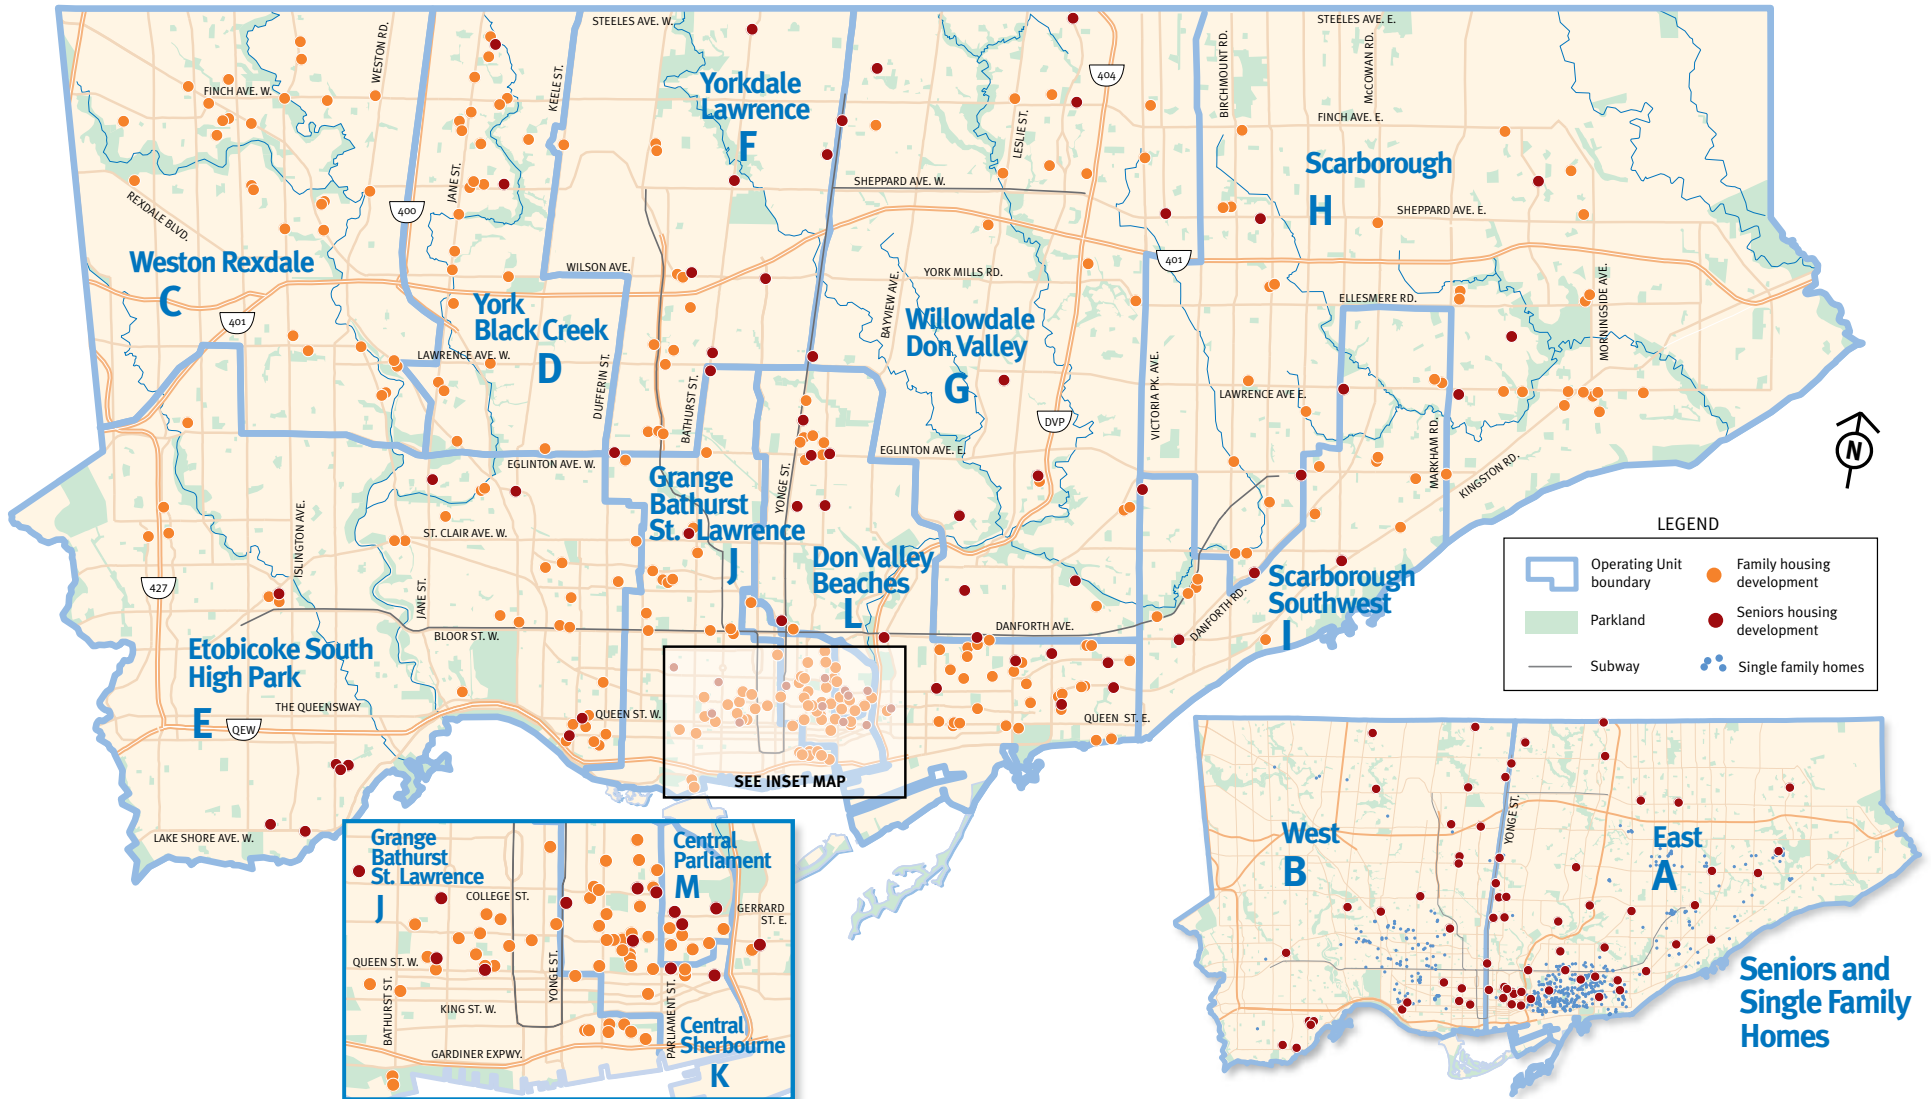 STEELES AVE. W.
STEELES AVE. E.
WESTON RD.
KEELE ST.
Yorkdale
Lawrence
F
404
BIRCHMOUNT RD.
McCOWAN RD.
FINCH AVE. W.
LESLIE ST.
FINCH AVE. E.
JANE ST.
Scarborough
H
SHEPPARD AVE. W.
SHEPPARD AVE. E.
REXDALE BLVD.
400
Weston Rexdale
C
401
WILSON AVE.
YORK MILLS RD.
401
BAYVIEW AVE.
ELLESMERE RD.
MORNINGSIDE AVE.
York
Black Creek
D
Willowdale
Don Valley
G
LAWRENCE AVE. W.
DUFFERIN ST.
BATHURST ST.
VICTORIA PK. AVE.
LAWRENCE AVE E.
DVP
MARKHAM RD.
KINGSTON RD.
N
EGLINTON AVE. W.
EGLINTON AVE. E.
YONGE ST.
Grange
Bathurst
St. Lawrence
J
ISLINGTON AVE.
ST. CLAIR AVE. W.
427
JANE ST.
Don Valley
Beaches
L
Scarborough
Southwest
I
DANFORTH RD.
BLOOR ST. W.
DANFORTH AVE.
Etobicoke South
High Park
E
THE QUEENSWAY
QEW
QUEEN ST. W.
QUEEN ST. E.
SEE INSET MAP
LAKE SHORE AVE. W.
LEGEND
Operating Unit
boundary
Family housing
development
Parkland
Seniors housing
development
Subway
Single family homes
Grange
Bathurst
St. Lawrence
J
Central
Parliament
M
COLLEGE ST.
GERRARD
ST. E.
QUEEN ST. W.
BATHURST ST.
YONGE ST.
PARLIAMENT ST.
KING ST. W.
GARDINER EXPWY.
Central
Sherbourne
K
West
B
YONGE ST.
East
A
Seniors and
Single Family
Homes